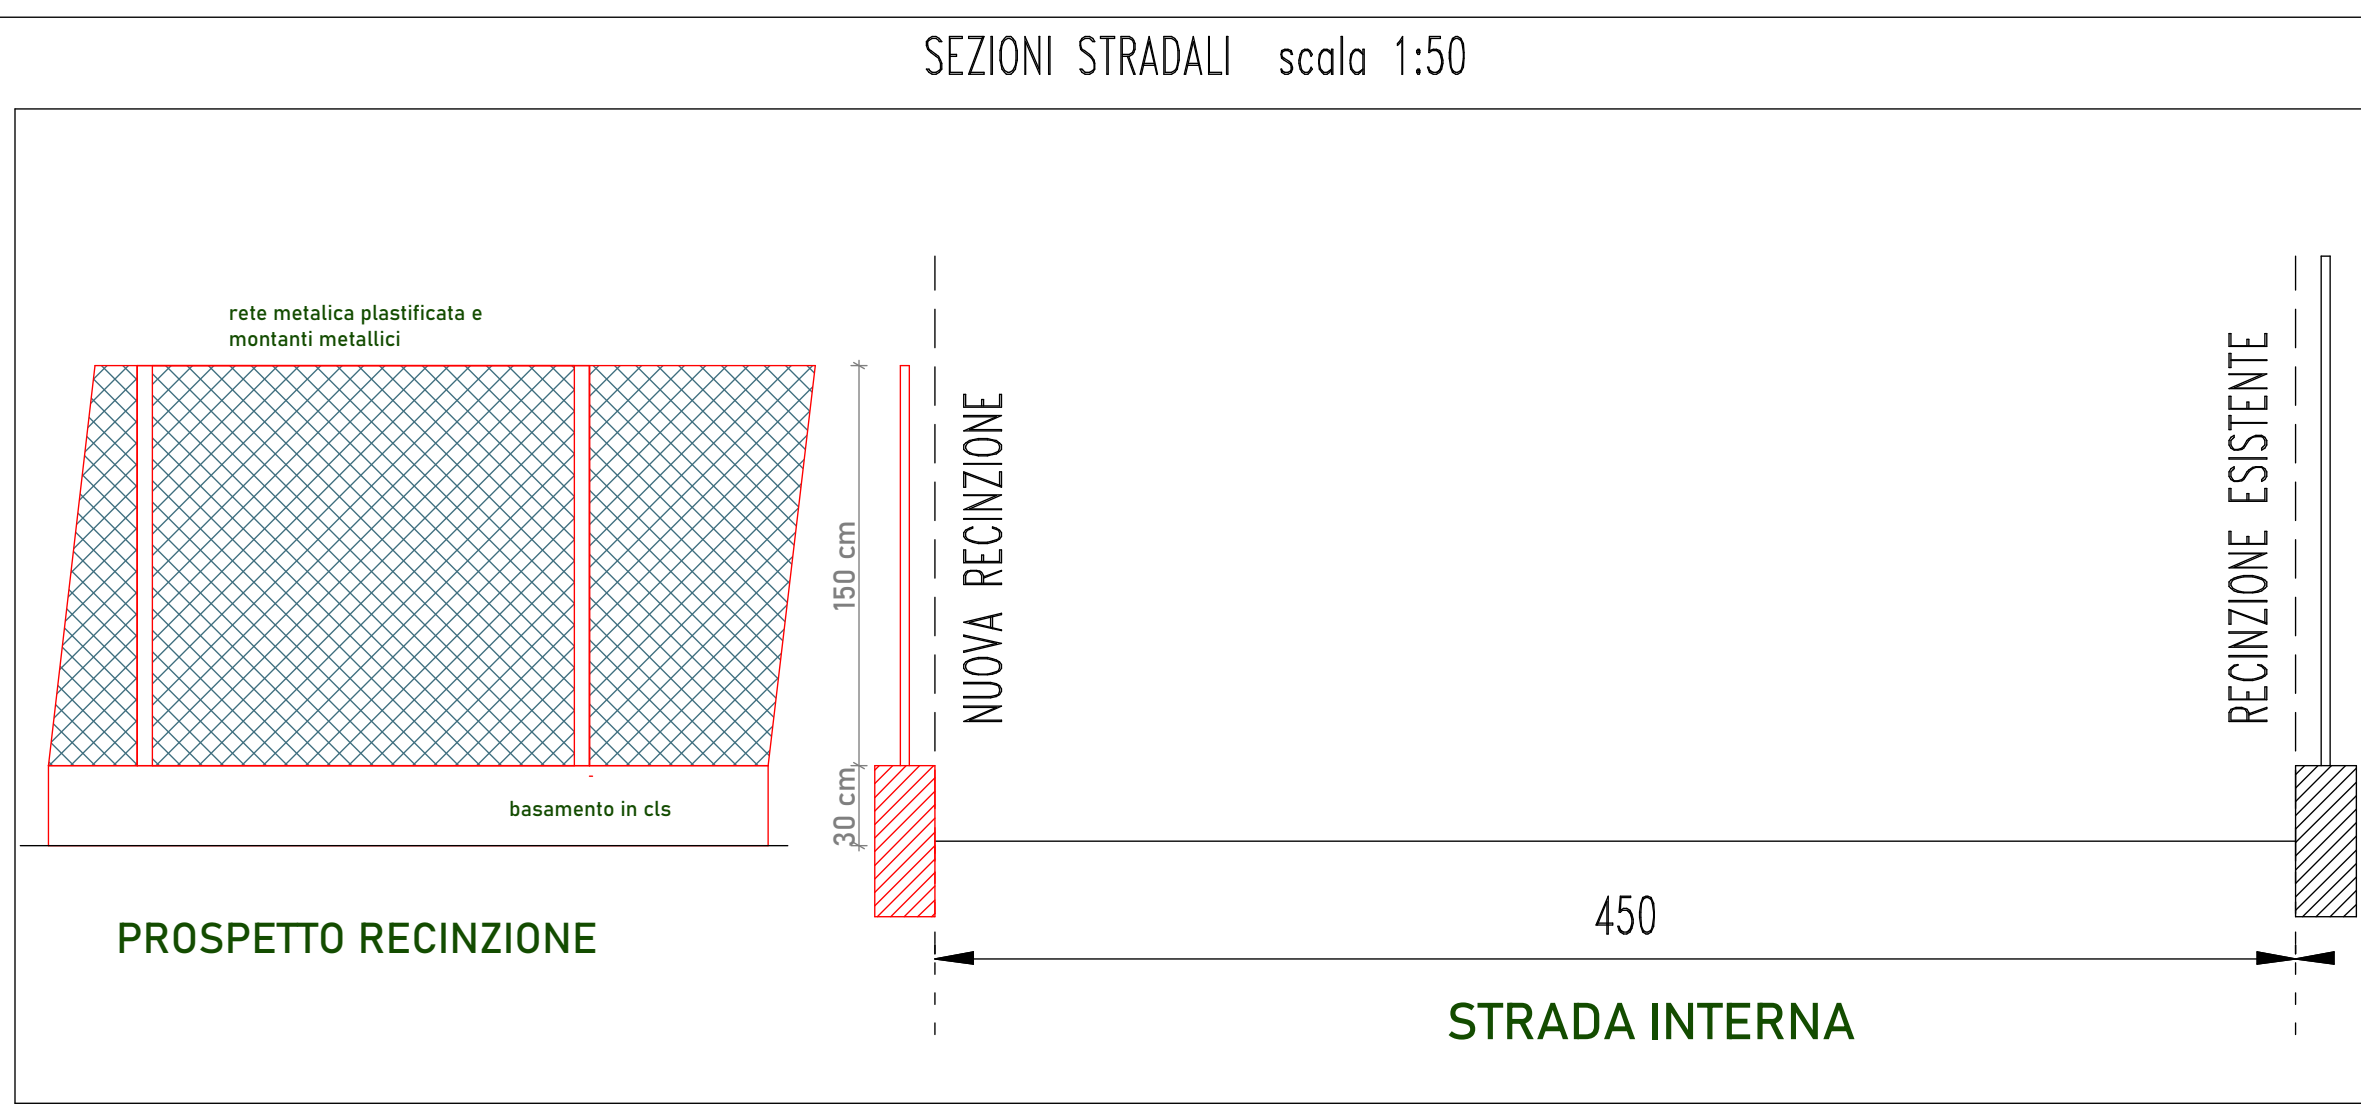 SEZIONI STRADALI scala 1:50
rete metalica plastificata e
montanti metallici
150 cm
30 cm
basamento in cls
PROSPETTO RECINZIONE
NUOVA RECINZIONE
RECINZIONE ESISTENTE
450
STRADA INTERNA